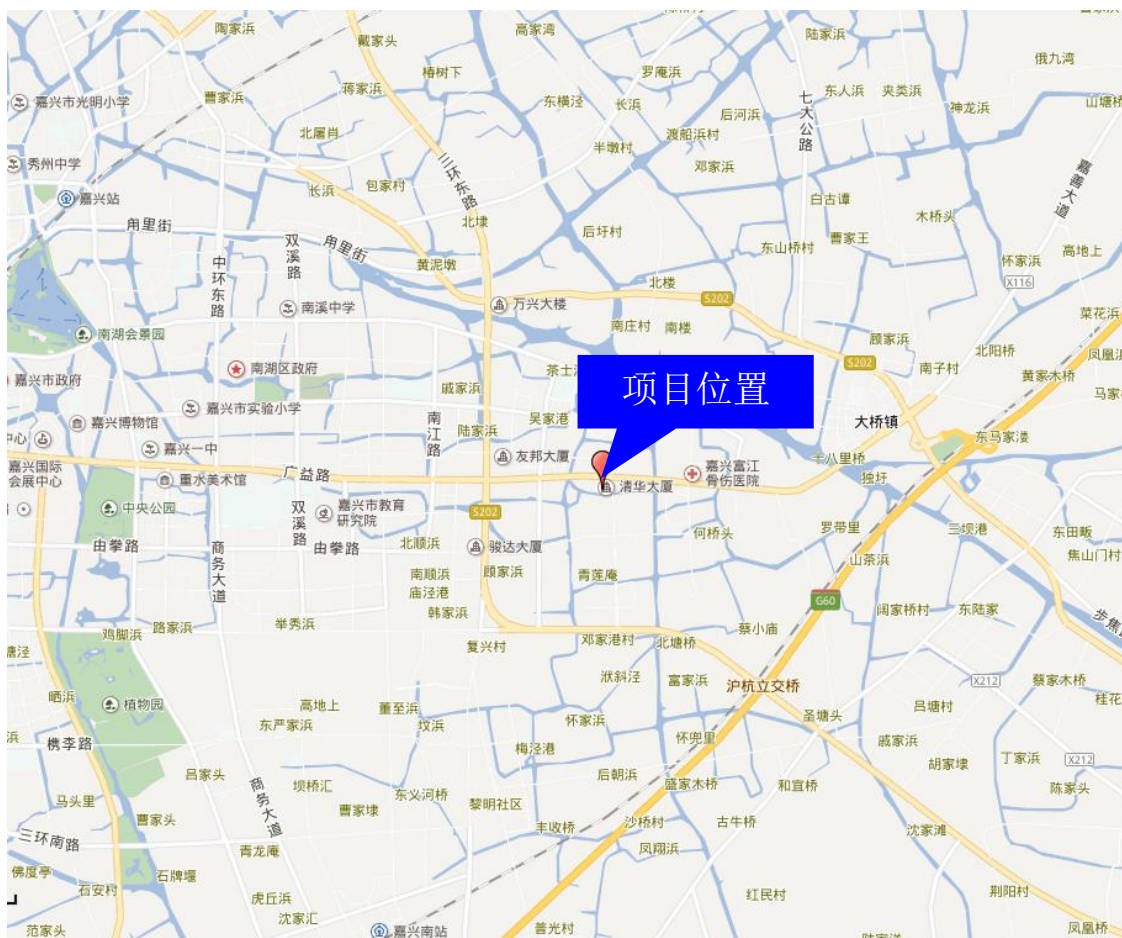 陶家浜
戴家头
高家湾
陆家浜
俄九湾
椿树下
罗庵浜
嘉兴市光明小学
曹家浜
蒋家浜
东横泾
长浜
七大公路
东人浜
夹类浜
神龙浜
山塘桥
后河浜
北屠肖
渡船浜村
半墩村
秀州中学
三环东路
邓家浜
嘉善大道
嘉兴站
长浜
包家村
白古谭
甪里街
北埭
木桥头
双溪路
甪里街
后圩村
东山桥村
曹家王
高地上
中环东路
黄泥墩
怀家浜
北楼
X116
南溪中学
万兴大楼
S202
菜花浜
南湖会景园
南庄村
南楼
顾家浜
北阳桥
凤凰浜
南湖区政府
茶士
S202
南子村
黄家木桥
嘉兴市政府
戚家浜
项目位置
马家
嘉兴市实验小学
南江路
吴家港
大桥镇
嘉兴博物馆
陆家浜
东马家溇
中心
嘉兴一中
友邦大厦
十八里桥
嘉兴国际
会展中心
广益路
嘉兴富江
骨伤医院
独圩
重水美术馆
清华大厦
中央公园
双溪路
嘉兴市教育
研究院
S202
何桥头
罗带里
三坝港
东田畈
由拳路
商务大道
由拳路
北顺浜
骏达大厦
山茶浜
焦山门村
南顺浜
顾家浜
青莲庵
庙泾港
G60
韩家浜
阔家桥村
东陆家
步焦
鸡脚浜
路家浜
举秀浜
蔡小庙
塘泾
复兴村
邓家港村
北塘桥
洑斜泾
富家浜
沪杭立交桥
X212
蔡家木桥
晒浜
植物园
高地上
董至浜
吕塘村
桂花
东严家浜
坟浜
怀家浜
圣塘头
浜
槜李路
梅泾港
怀兜里
戚家浜
丁家浜
X212
胡家埭
吕家头
商务大道
坝桥汇
后朝浜
盛家木桥
和宜桥
陈家头
马头里
东义河桥
黎明社区
曹家头
曹家埭
沙桥村
古牛桥
三环南路
丰收桥
沈家滩
青龙庵
凤翔浜
佛度亭
石牌堰
石安村
虎丘浜
红民村
荆阳村
沈家汇
范家头
嘉兴南站
普光村
凤凰桥